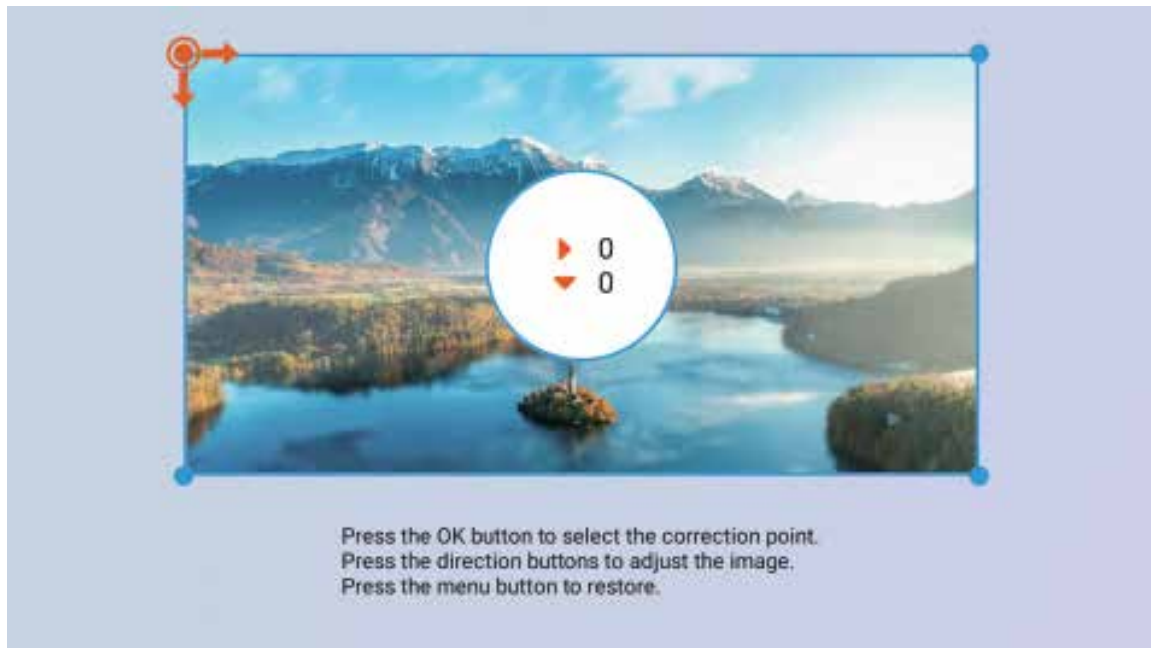 0
0
Press the OK button to select the correction point.
Press the direction buttons to adjust the image.
Press the menu button to restore.